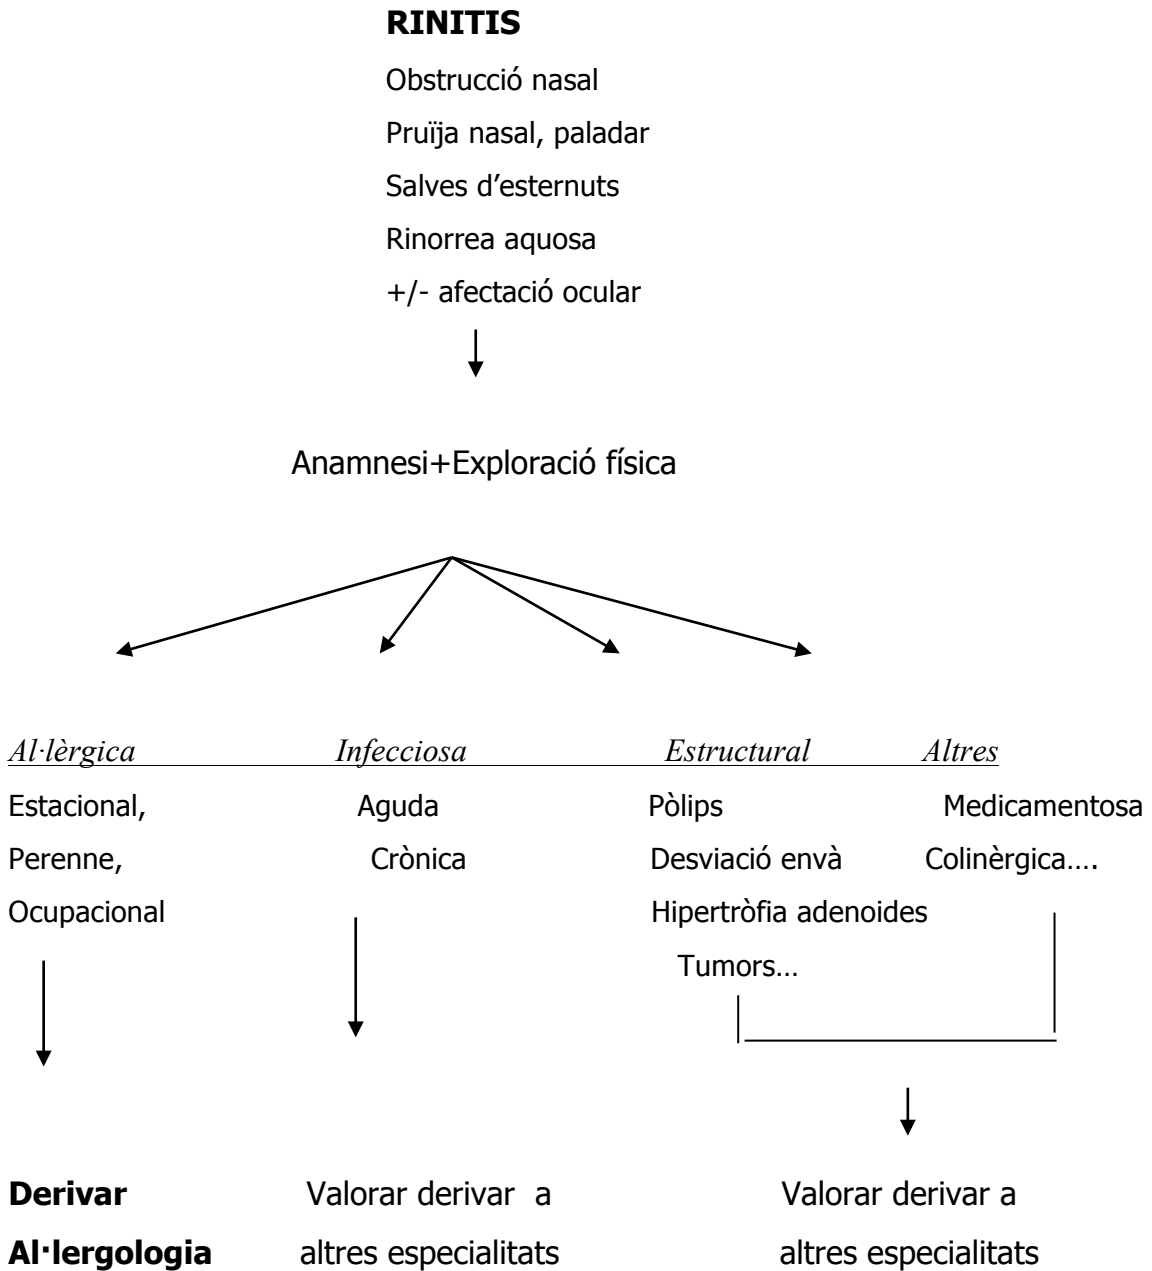 RINITIS
Obstrucció nasal
Pruïja nasal, paladar
Salves d’esternuts
Rinorrea aquosa
+/- afectació ocular
Anamnesi+Exploració física
Al·lèrgica Infecciosa Estructural Altres
Estacional, Aguda Pòlips Medicamentosa
Perenne, Crònica Desviació envà Colinèrgica….
Ocupacional Hipertròfia adenoides
Tumors…
Derivar Valorar derivar a Valorar derivar a
Al·lergologia altres especialitats altres especialitats